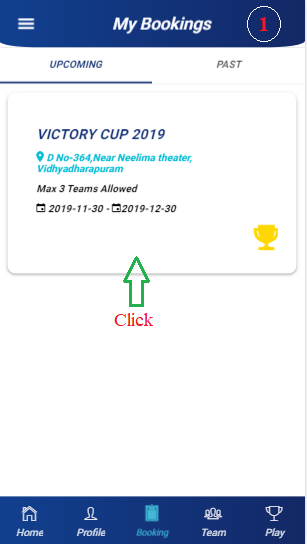 My Bookings
1
UPCOMING PAST
VICTORY CUP 2019
D No-364,Near Neelima theater,
Vidhyadharapuram
Max 3 Teams Allowed
2019-11-30 - 2019-12-30
Click
Home Profile Booking Team Play